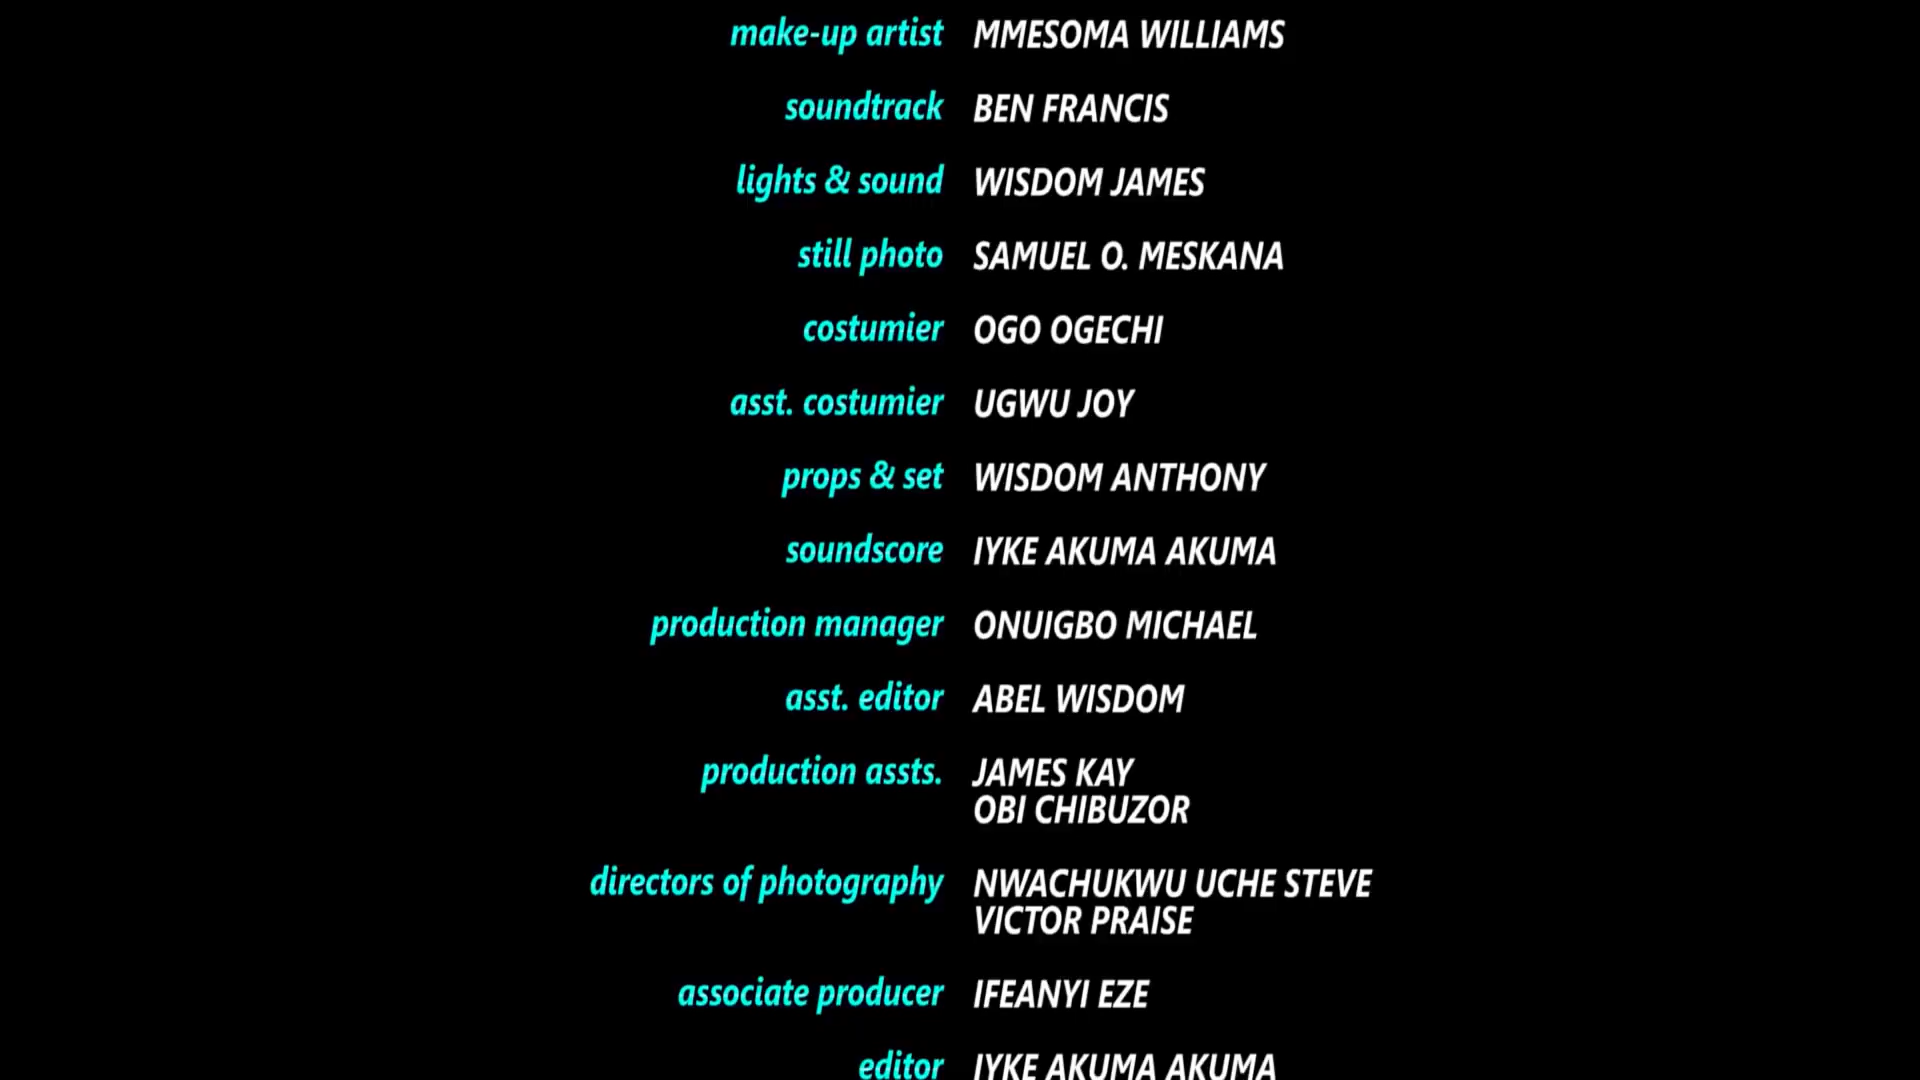 make-up artist MMESOMA WILLIAMS
soundtrack BEN FRANCIS
lights & sound WISDOM JAMES
still photo SAMUEL O. MESKANA
costumier OGO OGECHI
asst. costumier UGWU JOY
props & set WISDOM ANTHONY
soundscore IYKE AKUMA AKUMA
production manager ONUIGBO MICHAEL
asst. editor ABEL WISDOM
production assts. JAMES KAY
OBI CHIBUZOR
directors of photography NWACHUKWU UCHE STEVE
VICTOR PRAISE
associate producer IFEANYI EZE
editor IYKE AKUMA AKUMA